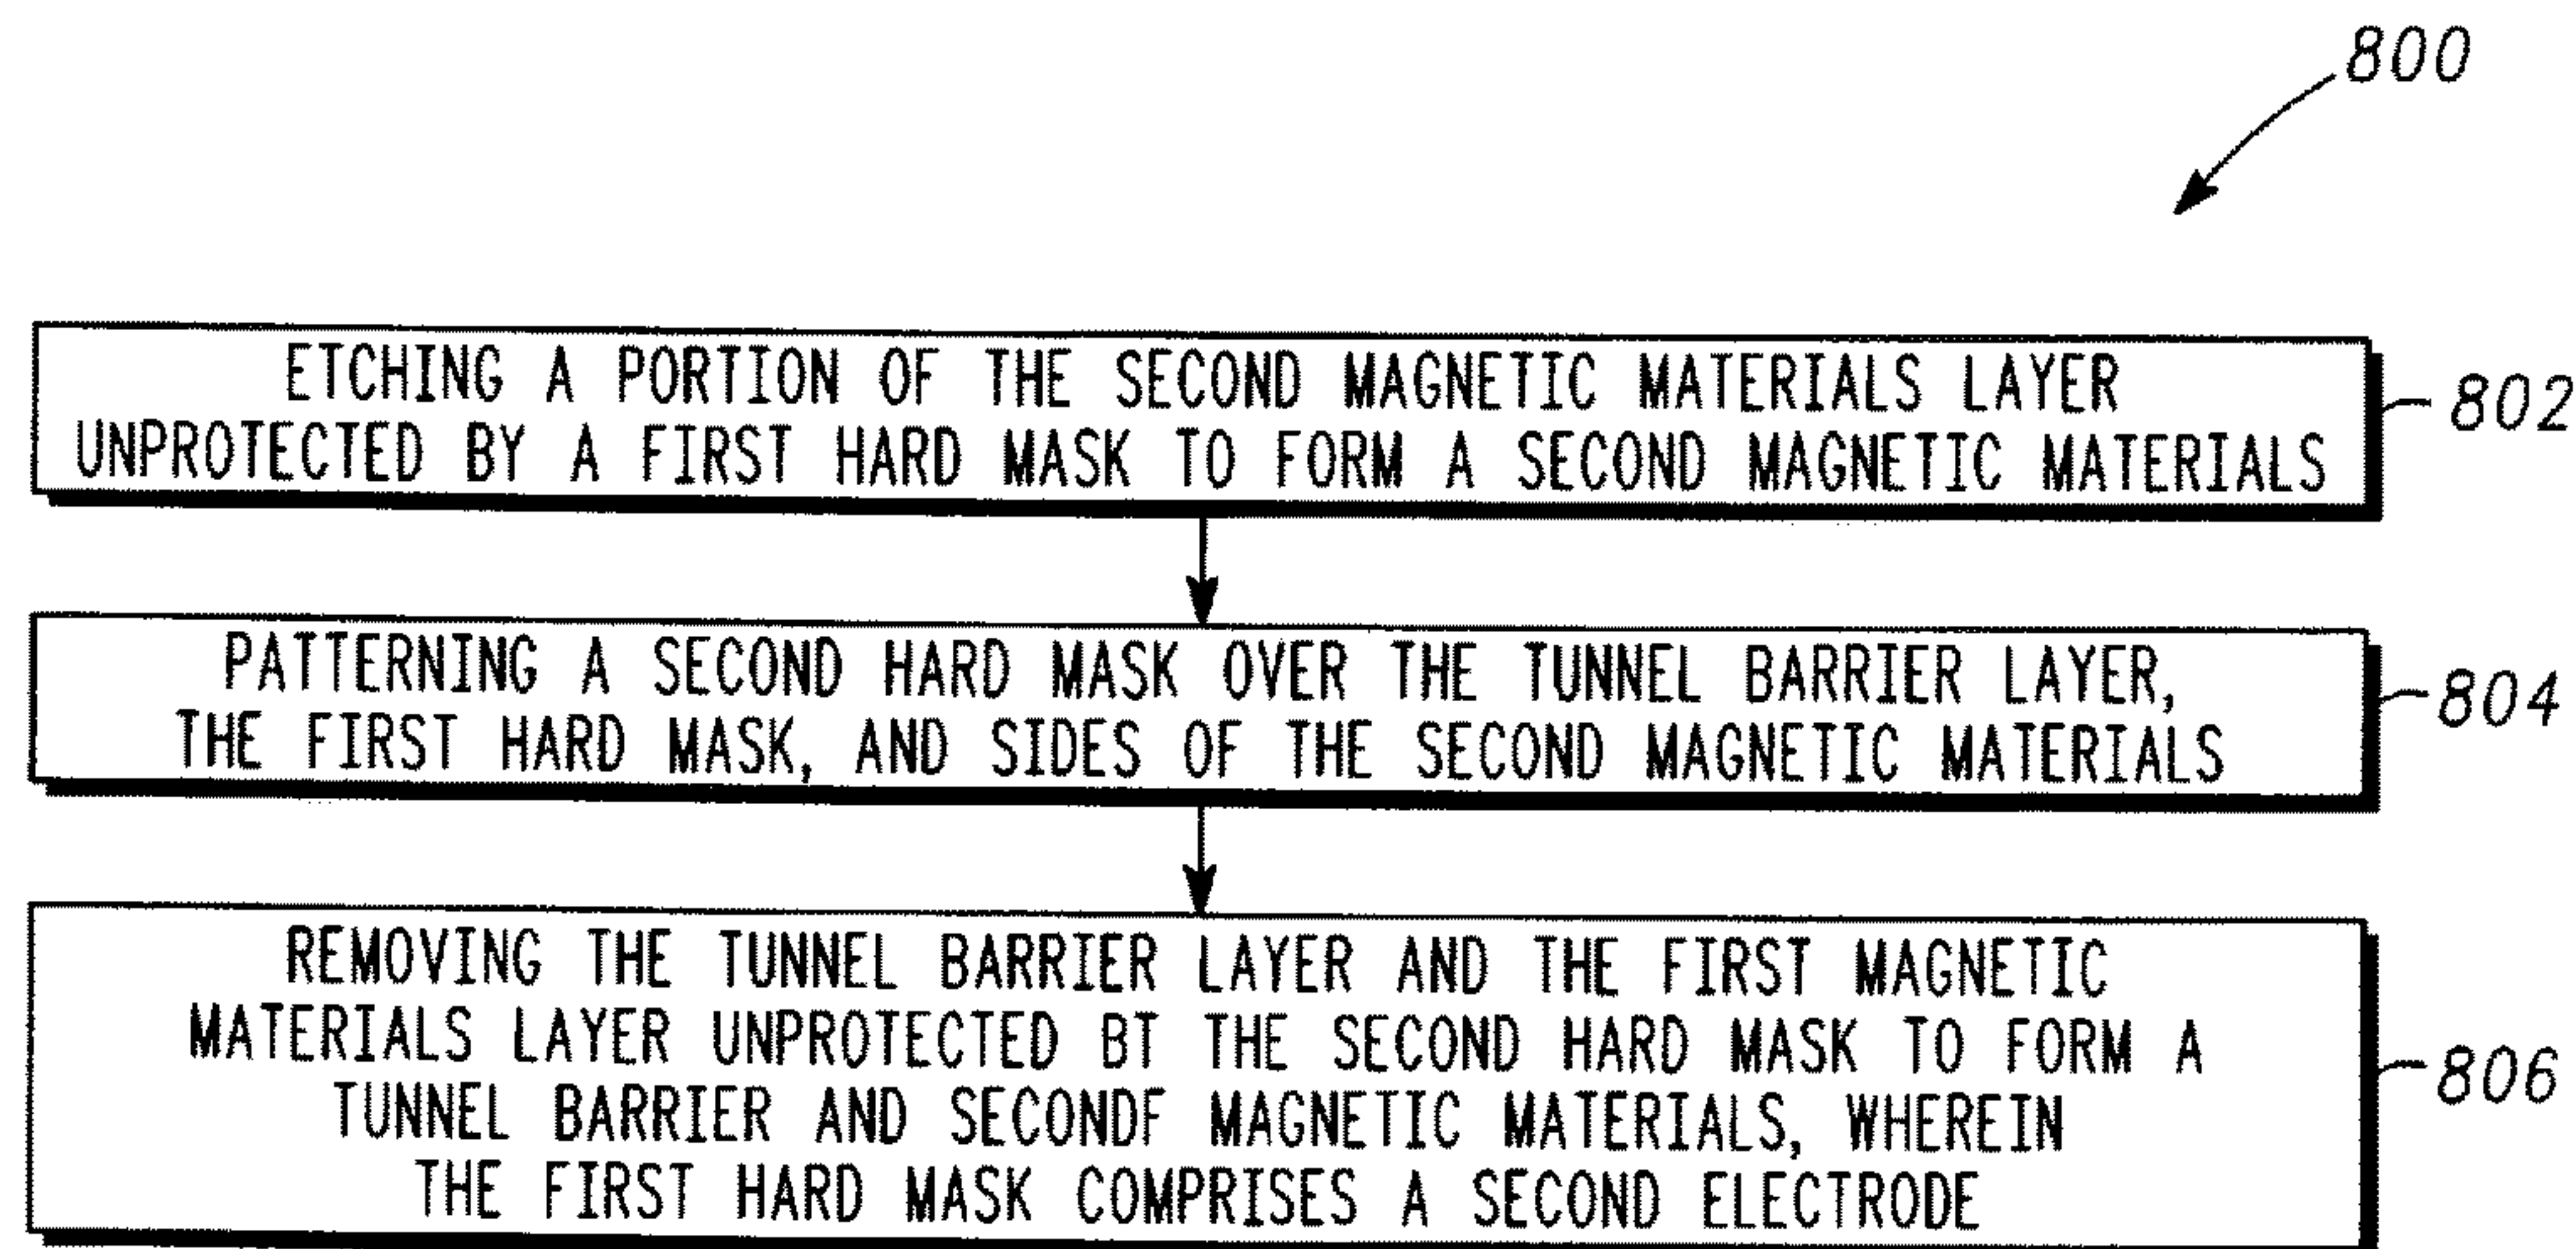 800
ETCHING A PORTION OF THE SECOND MAGNETIC MATERIALS LAYER
UNPROTECTED BY A FIRST HARD MASK TO FORM A SECOND MAGNETIC MATERIALS
802
PATTERNING A SECOND HARD MASK OVER THE TUNNEL BARRIER LAYER,
THE FIRST HARD MASK, AND SIDES OF THE SECOND MAGNETIC MATERIALS
804
REMOVING THE TUNNEL BARRIER LAYER AND THE FIRST MAGNETIC
MATERIALS LAYER UNPROTECTED BT THE SECOND HARD MASK TO FORM A
TUNNEL BARRIER AND SECONDF MAGNETIC MATERIALS, WHEREIN
THE FIRST HARD MASK COMPRISES A SECOND ELECTRODE
806